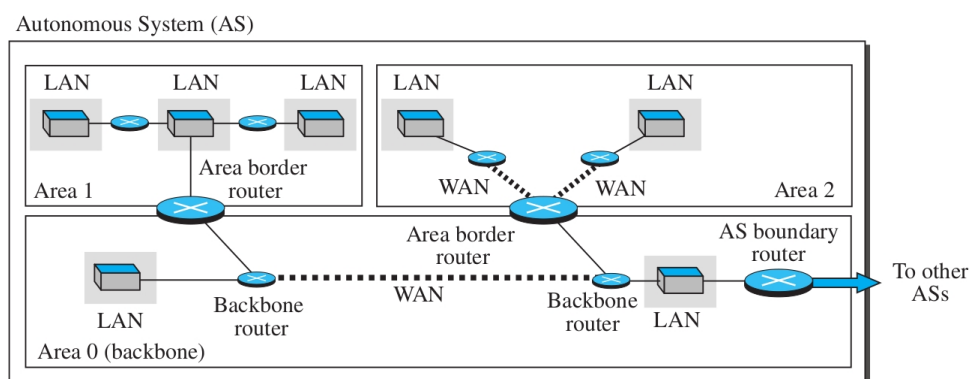 Autonomous System (AS)
LAN
LAN
LAN
Area border
router
Area 1
LAN
LAN
WAN
WAN
Area 2
Area border
router
AS boundary
router
To other
ASs
LAN
Backbone
router
WAN
Backbone
router
LAN
Area 0 (backbone)